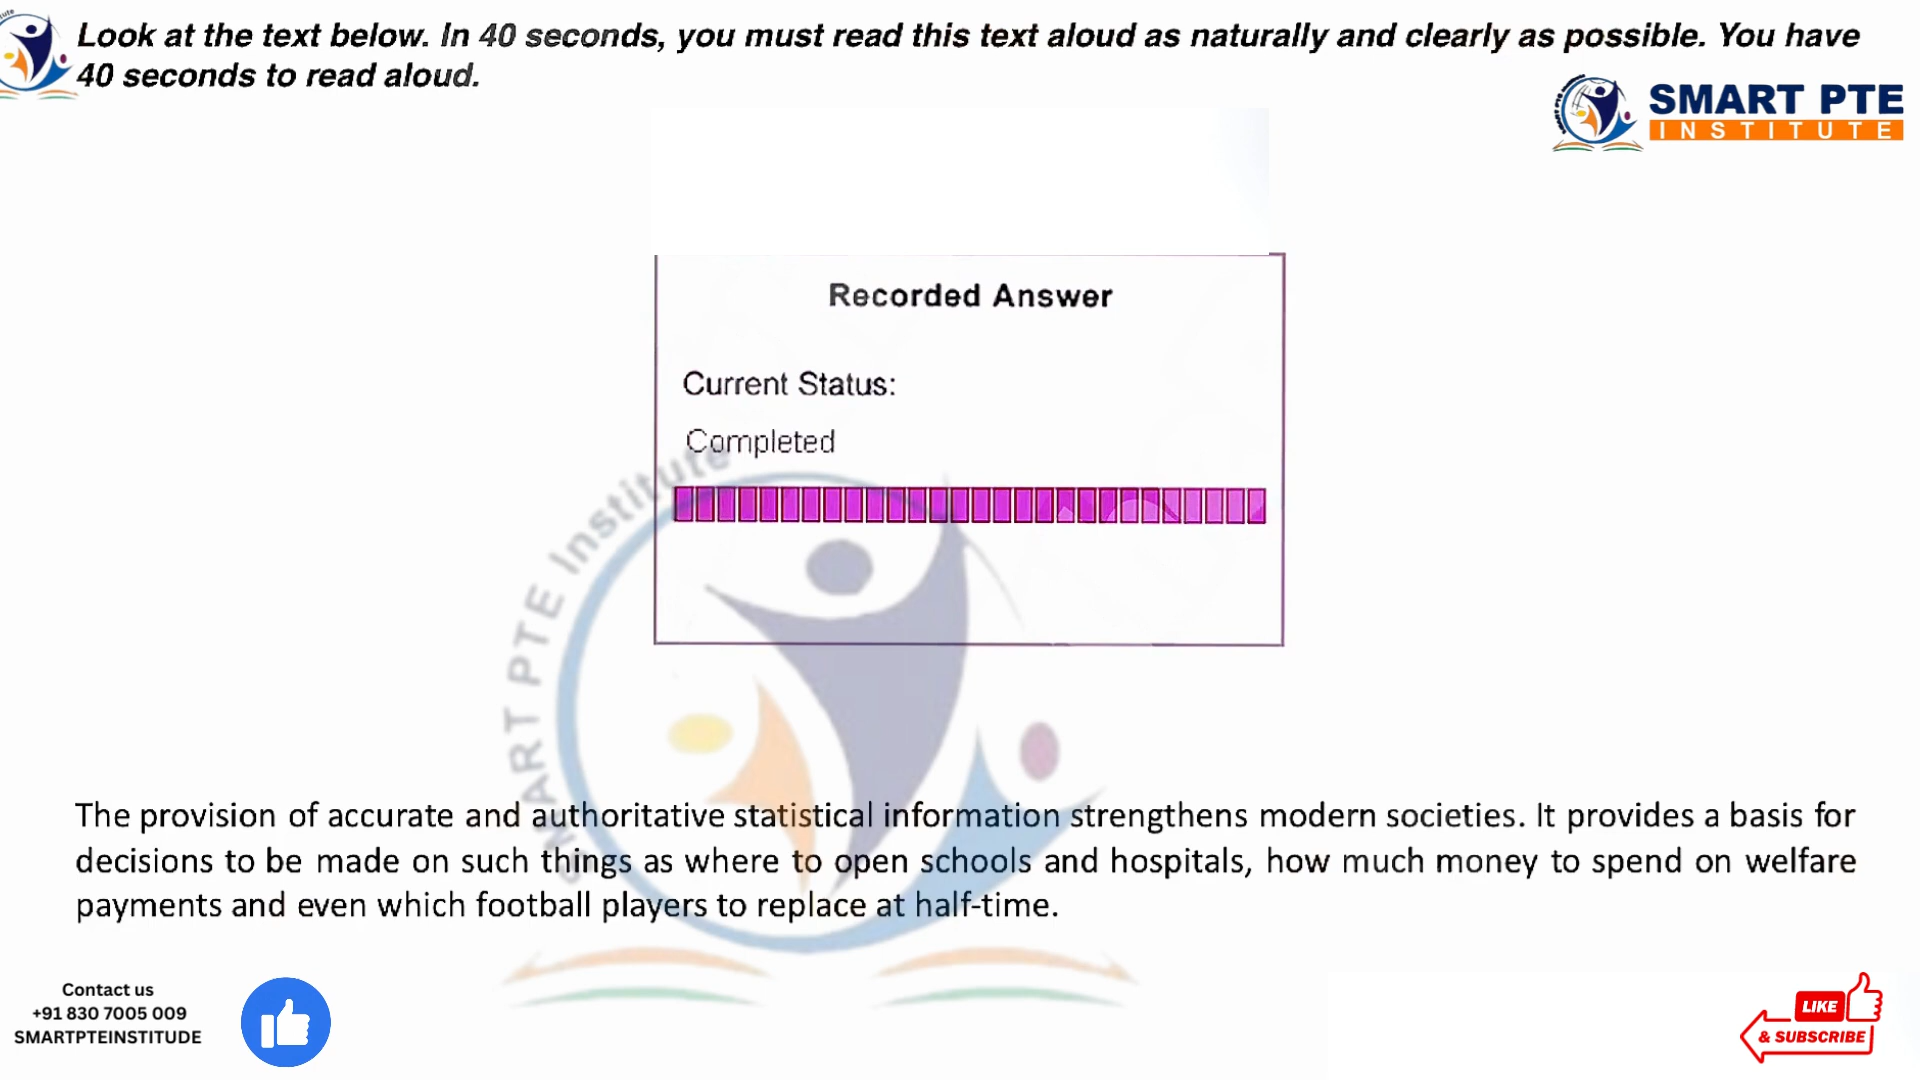 Look at the text below. In 40 seconds, you must read this text aloud as naturally and clearly as possible. You have
40 seconds to read aloud.
SMART PTE
INSTITUTE
Recorded Answer
Current Status:
Completed
SMART PTE Institute
The provision of accurate and authoritative statistical information strengthens modern societies. It provides a basis for
decisions to be made on such things as where to open schools and hospitals, how much money to spend on welfare
payments and even which football players to replace at half-time.
Contact us
+91 830 7005 009
SMARTPTEINSTITUDE
LIKE
& SUBSCRIBE